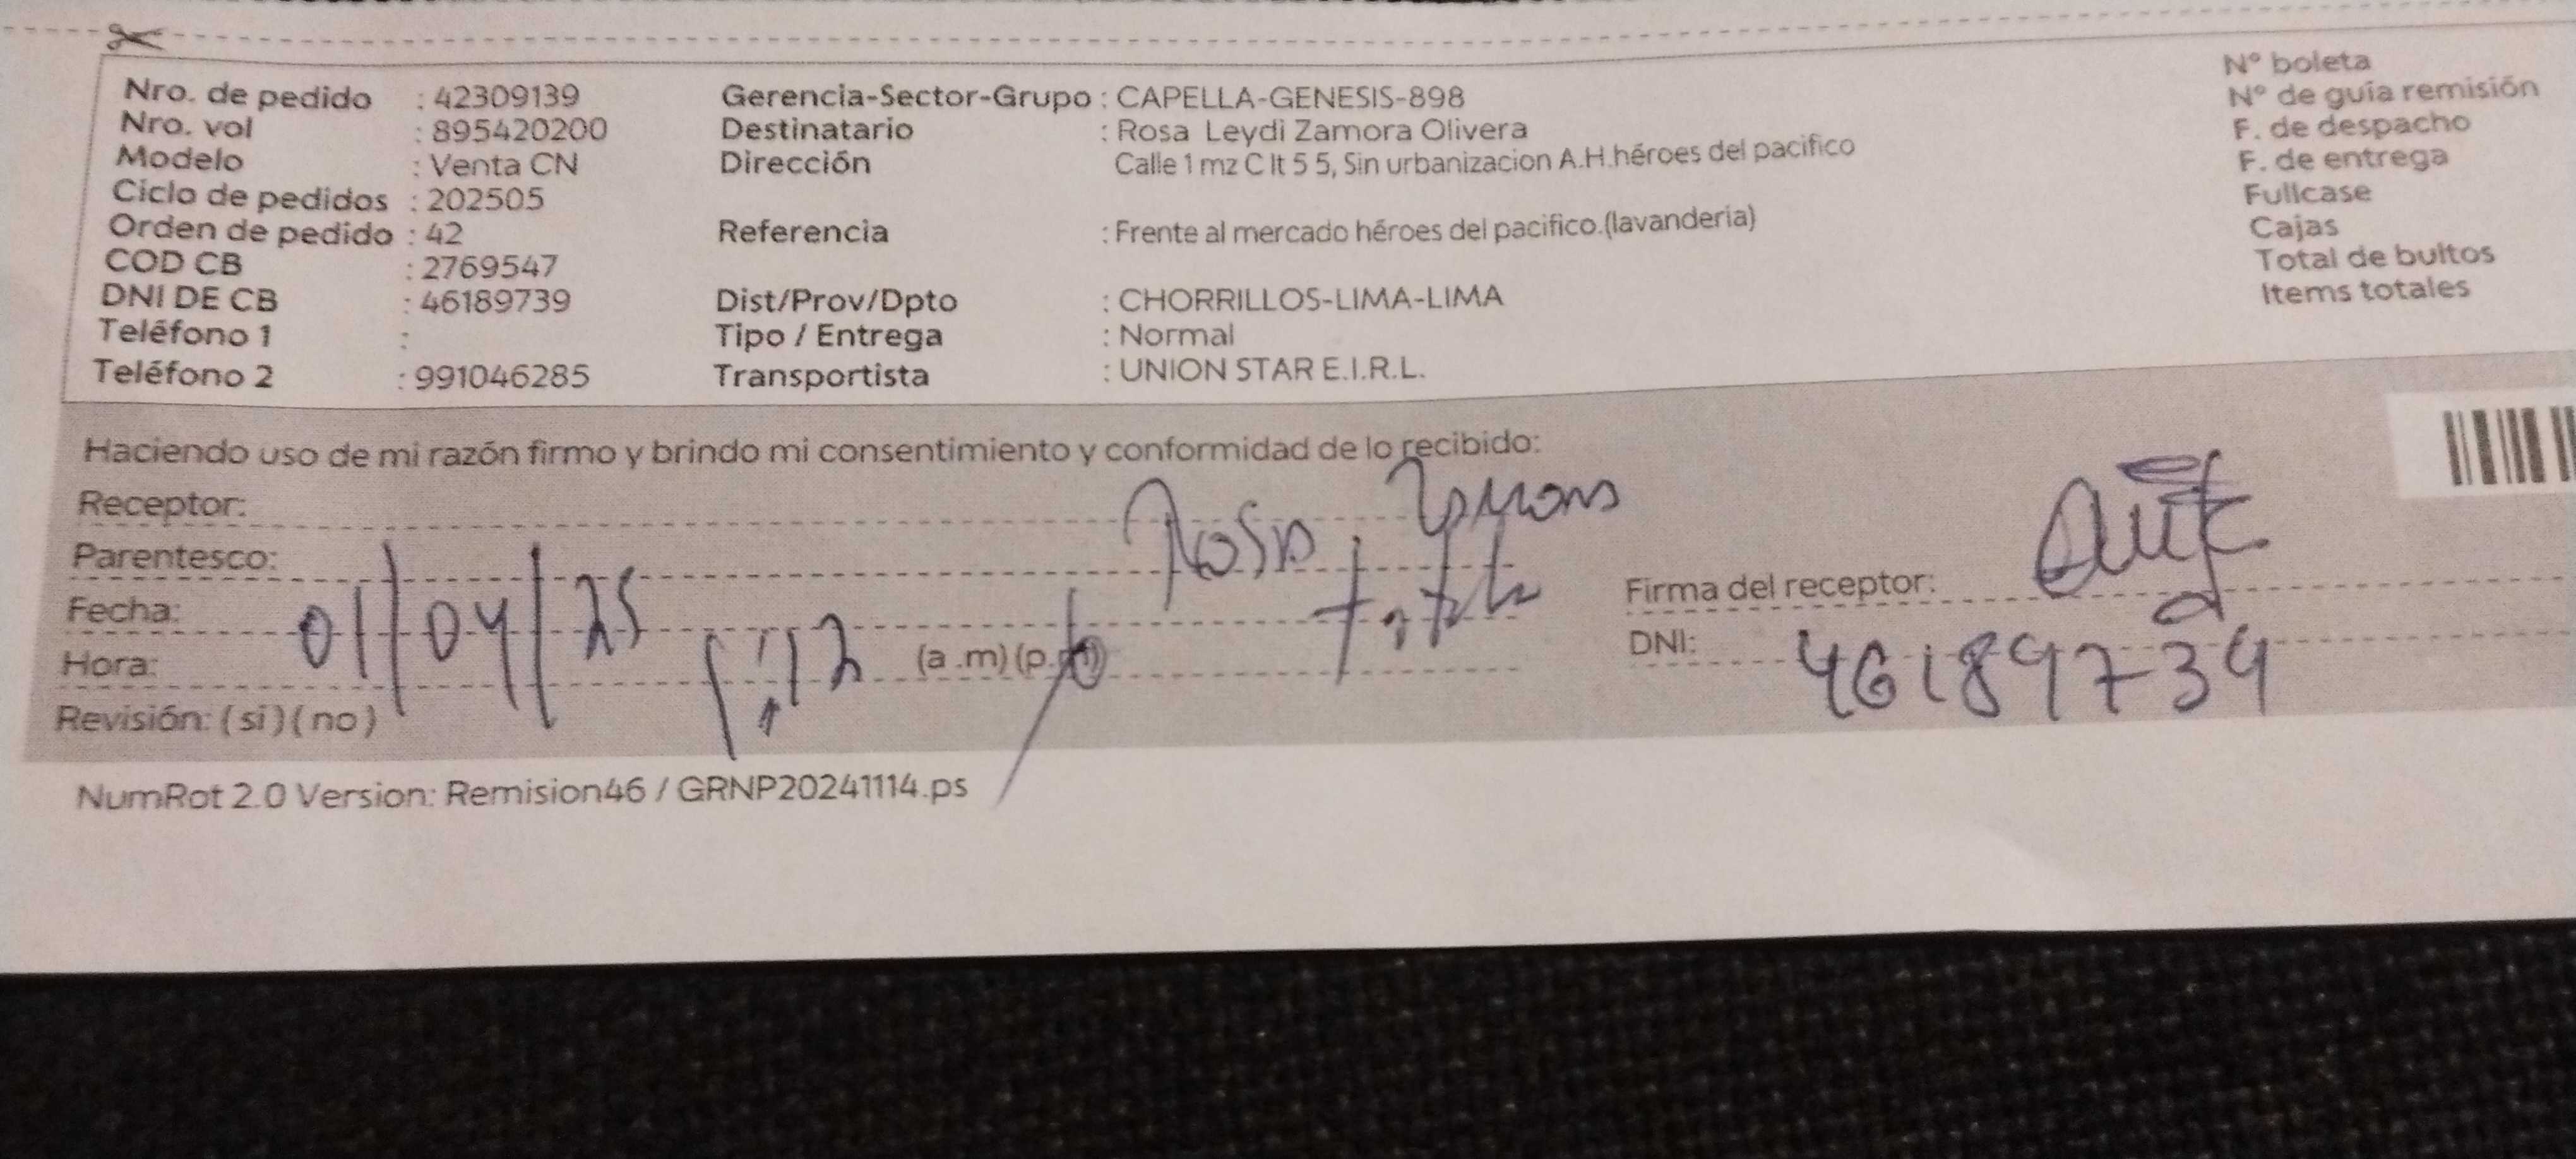 Nro. de pedido : 42309139 Gerencia-Sector-Grupo : CAPELLA-GENESIS-898 N° boleta
Nro. vol : 895420200 Destinatario : Rosa Leydi Zamora Olivera N° de guía remisión
Modelo : Venta CN Dirección Calle 1 mz C lt 5 5, Sin urbanizacion A.H.héroes del pacifico F. de despacho
Ciclo de pedidos : 202505 F. de entrega
Orden de pedido : 42 Referencia : Frente al mercado héroes del pacifico.(lavandería) Fullcase
COD CB : 2769547 Cajas
DNI DE CB : 46189739 Dist/Prov/Dpto : CHORRILLOS-LIMA-LIMA Total de bultos
Teléfono 1 : Tipo / Entrega : Normal Items totales
Teléfono 2 : 991046285 Transportista : UNION STAR E.I.R.L.
Haciendo uso de mi razón firmo y brindo mi consentimiento y conformidad de lo recibido:
Receptor: Rosa
Parentesco:
Fecha: 01/04/25 Firma del receptor:
Hora: (a .m) (p.m) DNI: 46189739
Revisión: (si) (no)
NumRot 2.0 Version: Remision46 / GRNP20241114.ps